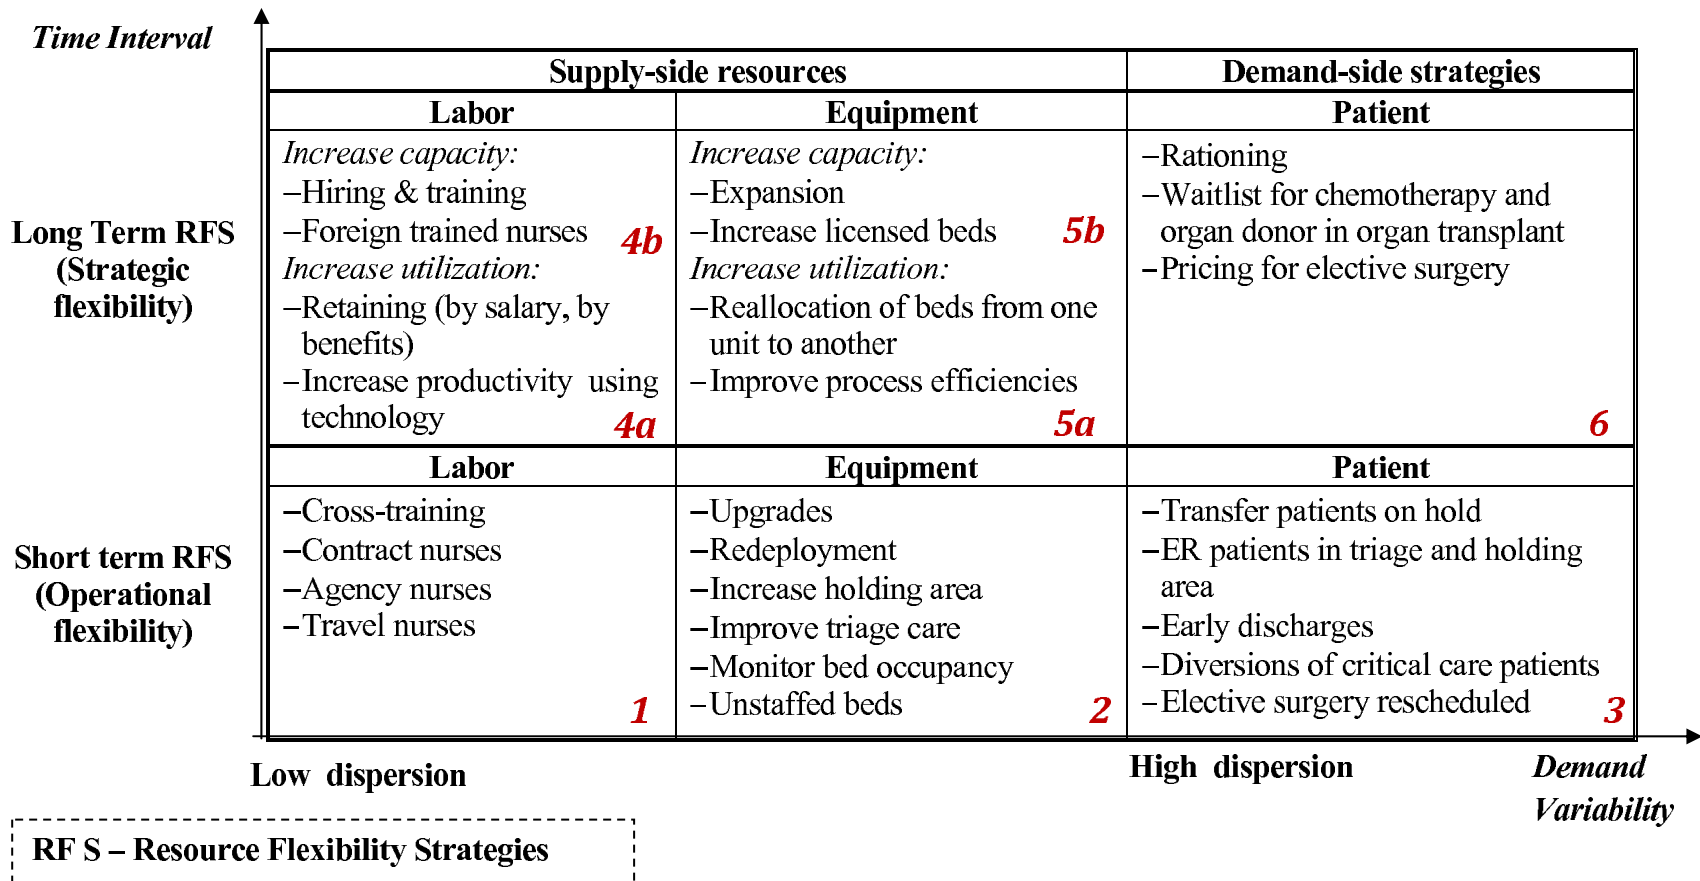 Time Interval
Supply-side resources
Demand-side strategies
Labor
Equipment
Patient
Long Term RFS
(Strategic
flexibility)
Increase capacity:
–Hiring & training
–Foreign trained nurses
4b
Increase utilization:
–Retaining (by salary, by
benefits)
–Increase productivity using
technology
4a
Increase capacity:
–Expansion
–Increase licensed beds
5b
Increase utilization:
–Reallocation of beds from one
unit to another
–Improve process efficiencies
5a
–Rationing
–Waitlist for chemotherapy and
organ donor in organ transplant
–Pricing for elective surgery
6
Labor
Equipment
Patient
Short term RFS
(Operational
flexibility)
–Cross-training
–Contract nurses
–Agency nurses
–Travel nurses
1
–Upgrades
–Redeployment
–Increase holding area
–Improve triage care
–Monitor bed occupancy
–Unstaffed beds
2
–Transfer patients on hold
–ER patients in triage and holding
area
–Early discharges
–Diversions of critical care patients
–Elective surgery rescheduled
3
Low dispersion
High dispersion
Demand
Variability
RF S – Resource Flexibility Strategies